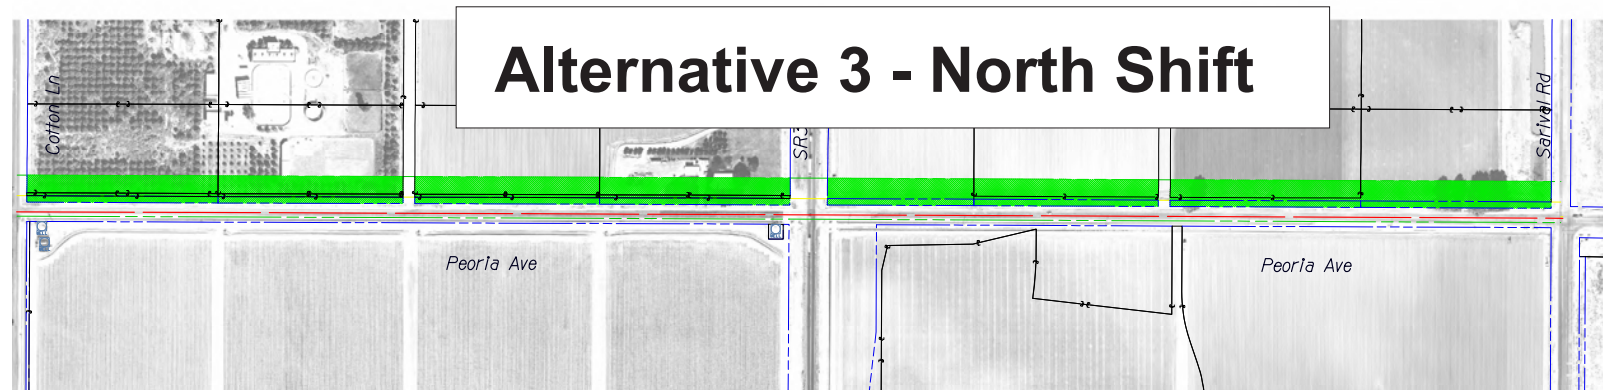 Alternative 3 - North Shift
Cotton Ln
Sarival Rd
Peoria Ave
Peoria Ave